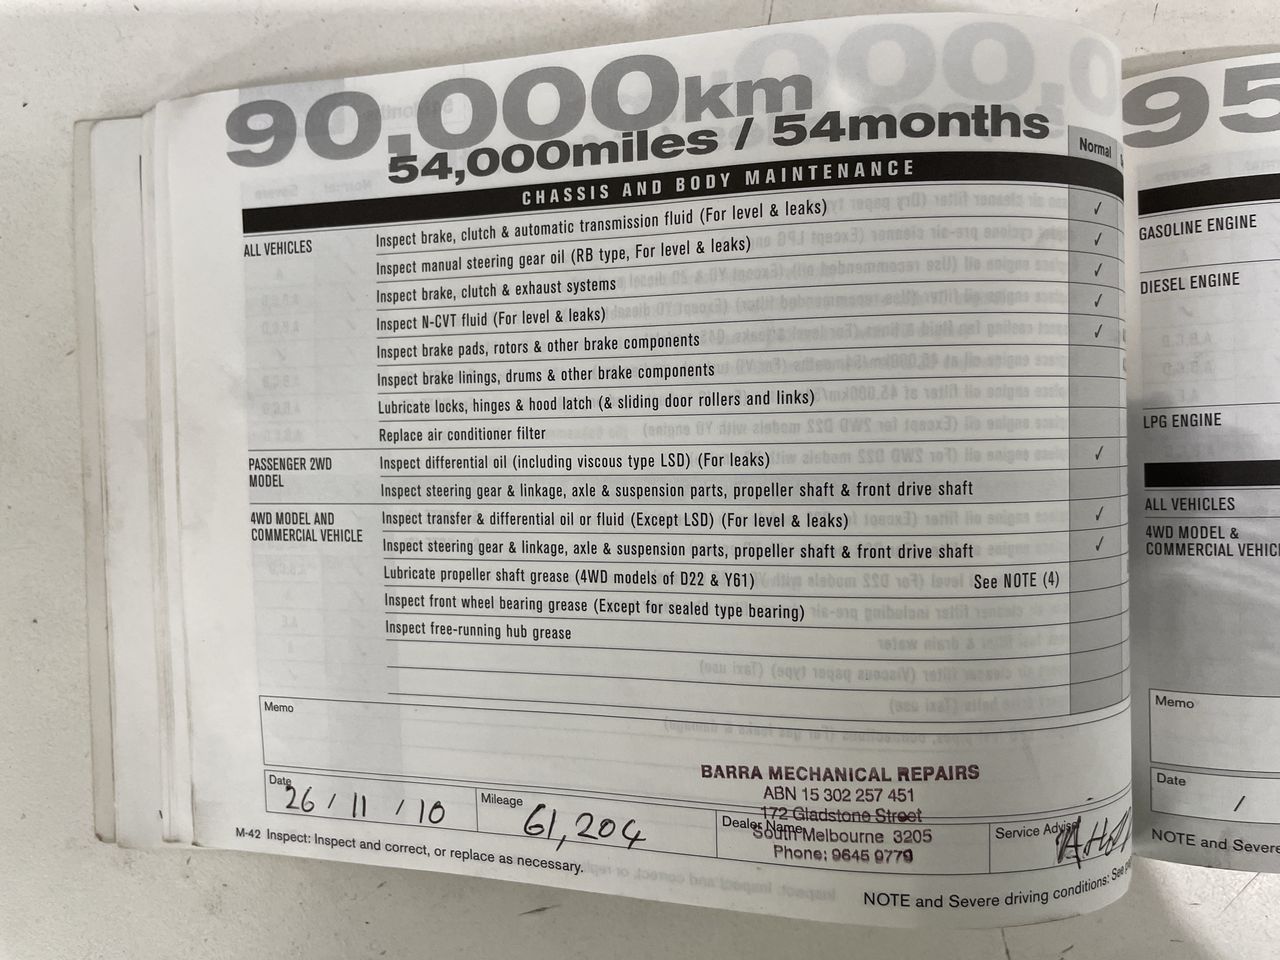 90,000km
54,000miles / 54months
Normal
CHASSIS AND BODY MAINTENANCE
ALL VEHICLES
Inspect brake, clutch & automatic transmission fluid (For level & leaks) ✓
Inspect manual steering gear oil (RB type, For level & leaks) ✓
Inspect brake, clutch & exhaust systems ✓
Inspect N-CVT fluid (For level & leaks) ✓
Inspect brake pads, rotors & other brake components ✓
Inspect brake linings, drums & other brake components
Lubricate locks, hinges & hood latch (& sliding door rollers and links)
Replace air conditioner filter
PASSENGER 2WD
MODEL
Inspect differential oil (including viscous type LSD) (For leaks) ✓
Inspect steering gear & linkage, axle & suspension parts, propeller shaft & front drive shaft
4WD MODEL AND
COMMERCIAL VEHICLE
Inspect transfer & differential oil or fluid (Except LSD) (For level & leaks) ✓
Inspect steering gear & linkage, axle & suspension parts, propeller shaft & front drive shaft ✓
Lubricate propeller shaft grease (4WD models of D22 & Y61) See NOTE (4)
Inspect front wheel bearing grease (Except for sealed type bearing)
Inspect free-running hub grease
Memo
Date
26 / 11 / 10
Mileage
61,204
Dealer Name
BARRA MECHANICAL REPAIRS
ABN 15 302 257 451
172 Gladstone Street
South Melbourne 3205
Phone: 9645 9779
Service Advisor
M-42 Inspect: Inspect and correct, or replace as necessary.
NOTE and Severe driving conditions: See
95
GASOLINE ENGINE
DIESEL ENGINE
LPG ENGINE
ALL VEHICLES
4WD MODEL &
COMMERCIAL
Memo
Date
/
NOTE and Severe